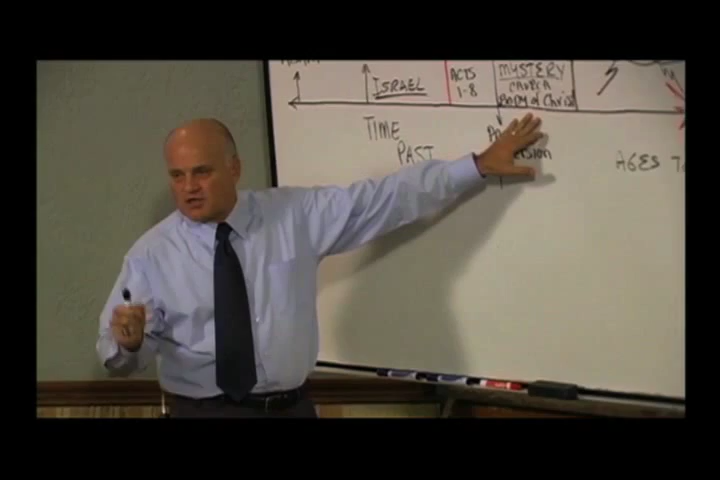 ISRAEL
ACTS
1-8
MYSTERY
CHURCH
BODY of Christ
TIME
PAST
AGES